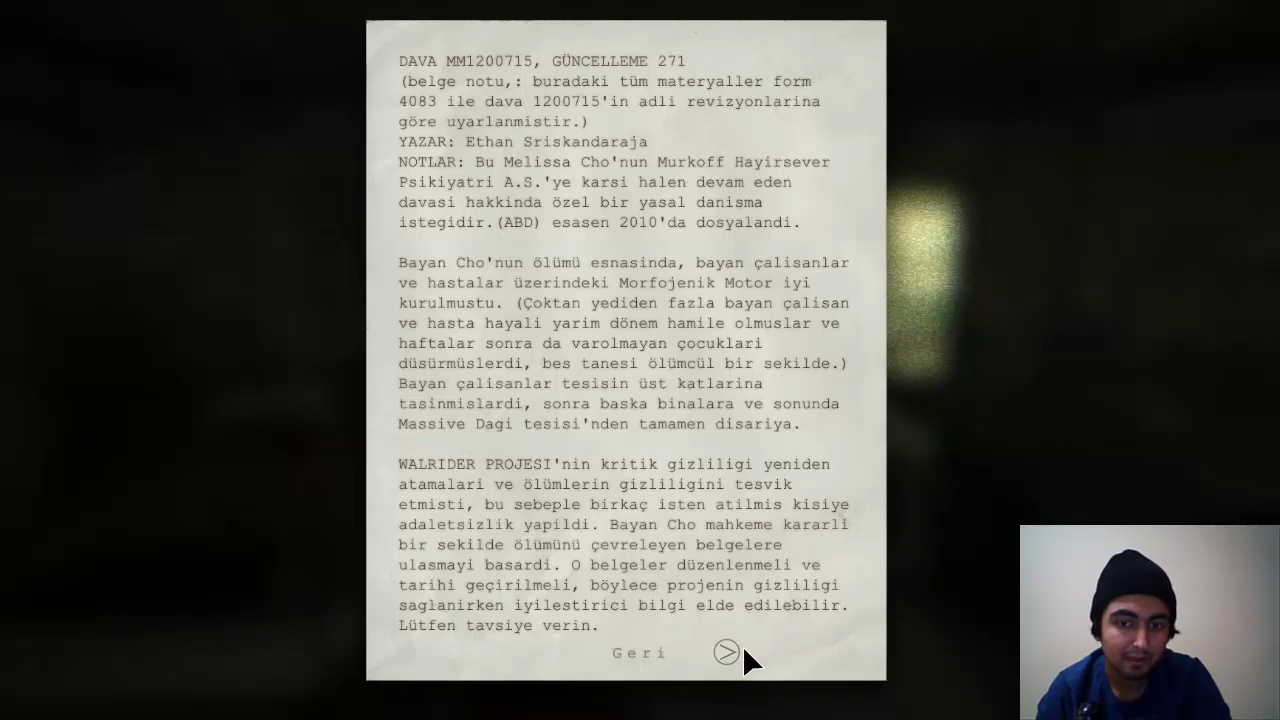 DAVA MM1200715, GÜNCELLEME 271
(belge notu,: buradaki tüm materyaller form
4083 ile dava 1200715'in adli revizyonlarina
göre uyarlanmistir.)
YAZAR: Ethan Sriskandaraja
NOTLAR: Bu Melissa Cho'nun Murkoff Hayirsever
Psikiyatri A.S.'ye karsi halen devam eden
davasi hakkinda özel bir yasal danisma
istegidir.(ABD) esasen 2010'da dosyalandi.
Bayan Cho'nun ölümü esnasinda, bayan çalisanlar
ve hastalar üzerindeki Morfojenik Motor iyi
kurulmustu. (Çoktan yediden fazla bayan çalisan
ve hasta hayali yarim dönem hamile olmuslar ve
haftalar sonra da varolmayan çocuklari
düsürmüslerdi, bes tanesi ölümcül bir sekilde.)
Bayan çalisanlar tesisin üst katlarina
tasinmislardi, sonra baska binalara ve sonunda
Massive Dagi tesisi'nden tamamen disariya.
WALRIDER PROJESI'nin kritik gizliligi yeniden
atamalari ve ölümlerin gizliligini tesvik
etmisti, bu sebeple birkaç isten atilmis kisiye
adaletsizlik yapildi. Bayan Cho mahkeme kararli
bir sekilde ölümünü çevreleyen belgelere
ulasmayi basardi. O belgeler düzenlenmeli ve
tarihi geçirilmeli, böylece projenin gizliligi
saglanirken iyilestirici bilgi elde edilebilir.
Lütfen tavsiye verin.
Geri >